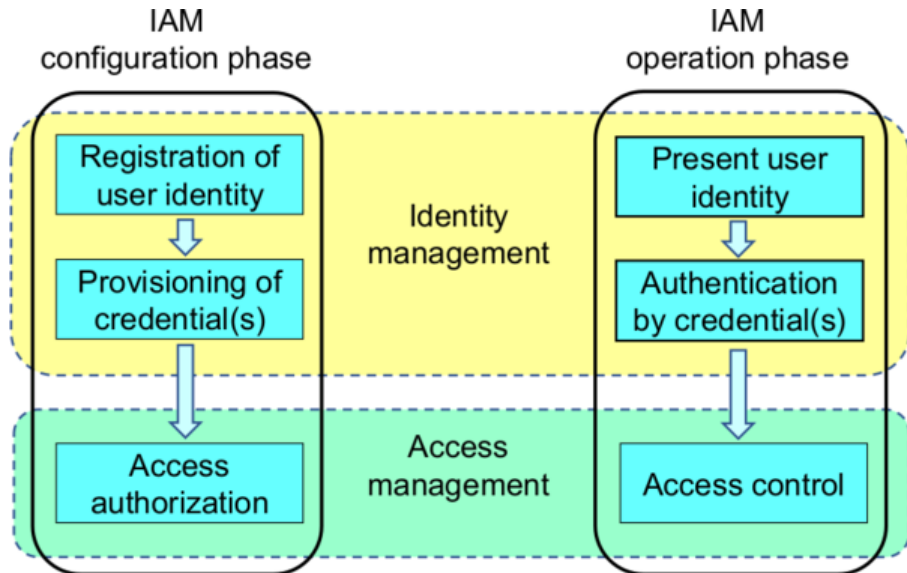 IAM
configuration phase
IAM
operation phase
Registration of
user identity
Present user
identity
Identity
management
Provisioning of
credential(s)
Authentication
by credential(s)
Access
management
Access
authorization
Access control